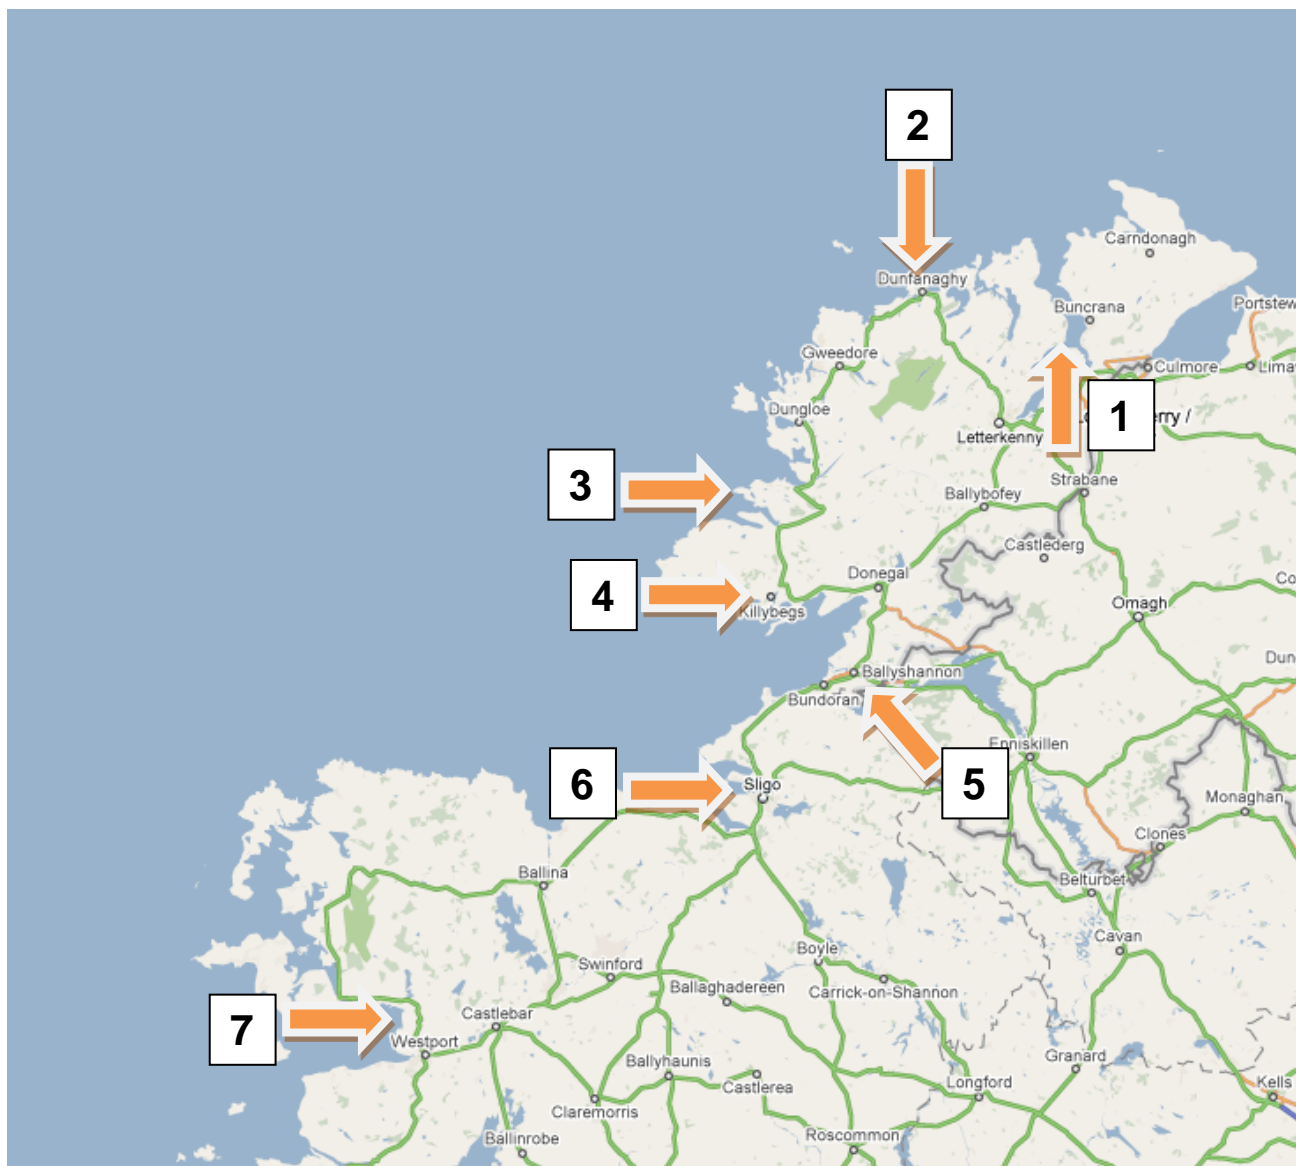 2
Carndonagh
Dunfanaghy
Buncrana
Portstew
Gweedore
Culmore
Lima
Dungloe
1
erry /
Letterkenny
3
Strabane
Ballybofey
Castlederg
4
Donegal
Co
Killybegs
Omagh
Dun
Ballyshannon
Bundoran
Enniskillen
6
Sligo
5
Monaghan
Clones
Ballina
Belturbet
Cavan
Boyle
Swinford
Ballaghadereen
Carrick-on-Shannon
7
Castlebar
Westport
Ballyhaunis
Granard
Castlerea
Longford
Kells
Claremorris
Ballinrobe
Roscommon